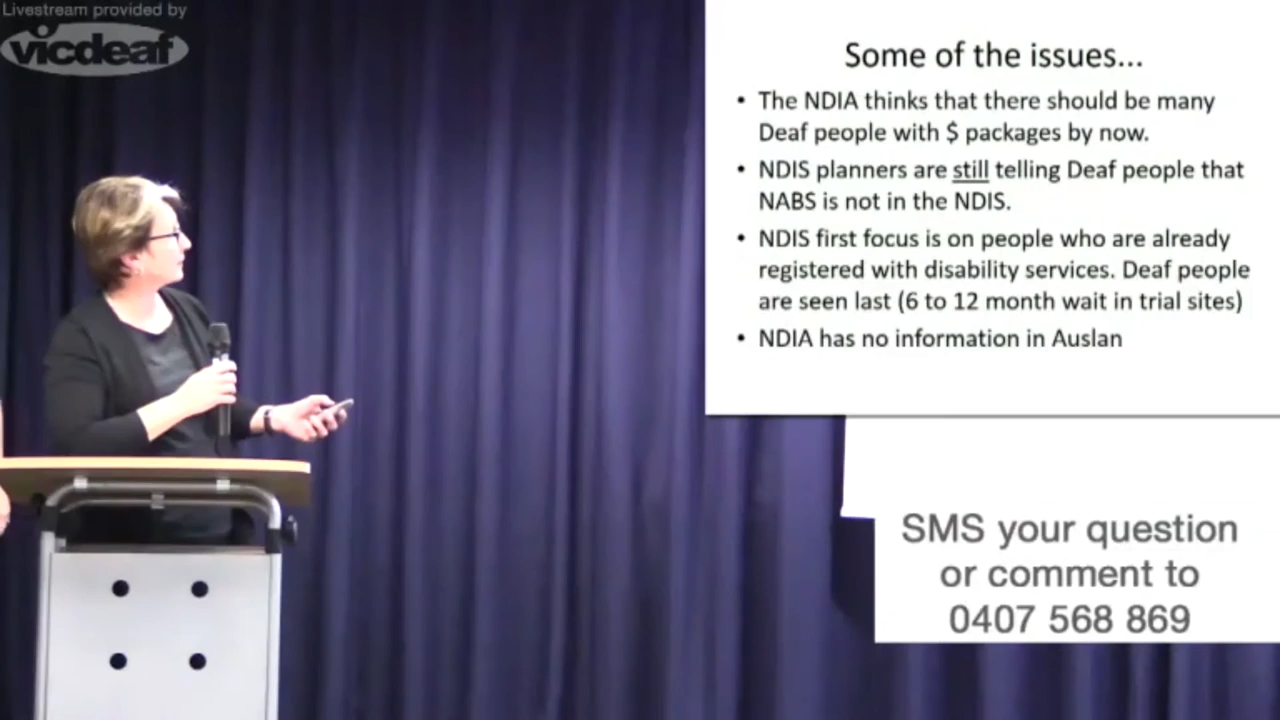 Livestream provided by
vicdeaf
Some of the issues...
• The NDIA thinks that there should be many
Deaf people with $ packages by now.
• NDIS planners are still telling Deaf people that
NABS is not in the NDIS.
• NDIS first focus is on people who are already
registered with disability services. Deaf people
are seen last (6 to 12 month wait in trial sites)
• NDIA has no information in Auslan
SMS your question
or comment to
0407 568 869